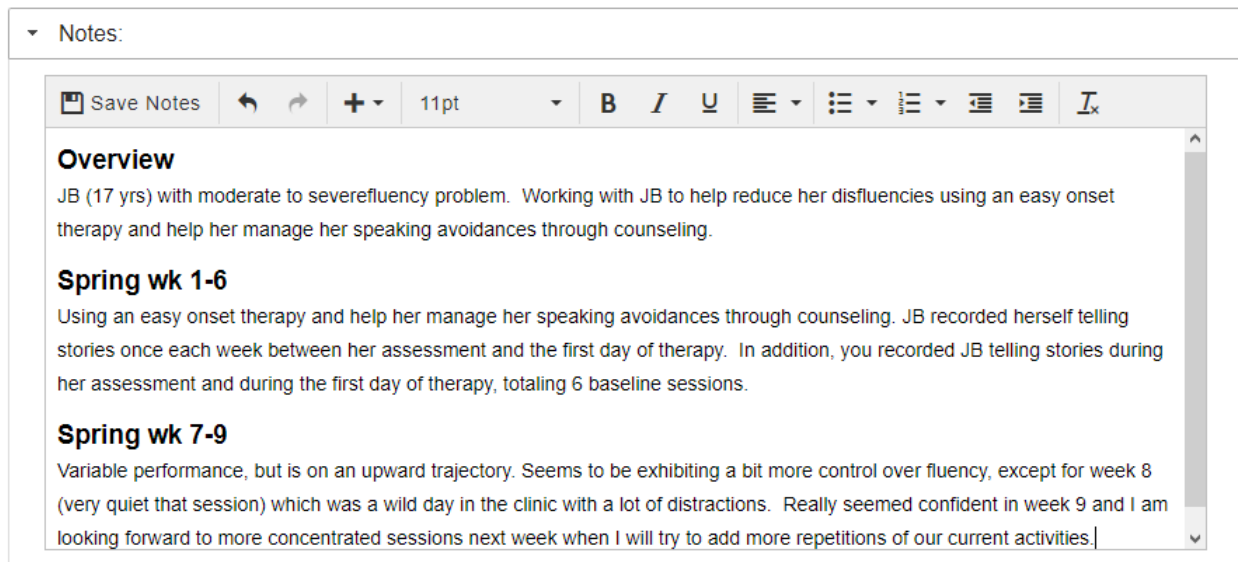 Notes:
Save Notes 11pt B I U
Overview
JB (17 yrs) with moderate to severefluency problem.  Working with JB to help reduce her disfluencies using an easy onset
therapy and help her manage her speaking avoidances through counseling.
Spring wk 1-6
Using an easy onset therapy and help her manage her speaking avoidances through counseling. JB recorded herself telling
stories once each week between her assessment and the first day of therapy.  In addition, you recorded JB telling stories during
her assessment and during the first day of therapy, totaling 6 baseline sessions.
Spring wk 7-9
Variable performance, but is on an upward trajectory. Seems to be exhibiting a bit more control over fluency, except for week 8
(very quiet that session) which was a wild day in the clinic with a lot of distractions.  Really seemed confident in week 9 and I am
looking forward to more concentrated sessions next week when I will try to add more repetitions of our current activities.